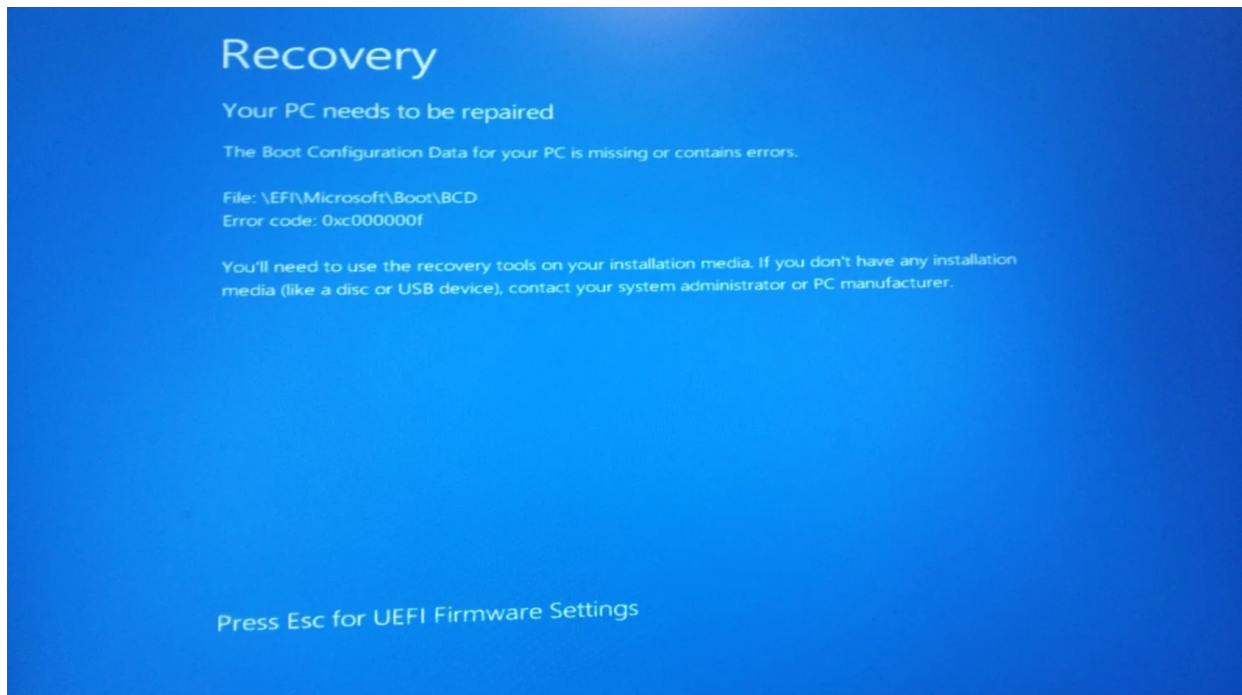 Recovery
Your PC needs to be repaired
The Boot Configuration Data for your PC is missing or contains errors.
File: \EFI\Microsoft\Boot\BCD
Error code: 0xc000000f
You'll need to use the recovery tools on your installation media. If you don't have any installation
media (like a disc or USB device), contact your system administrator or PC manufacturer.
Press Esc for UEFI Firmware Settings